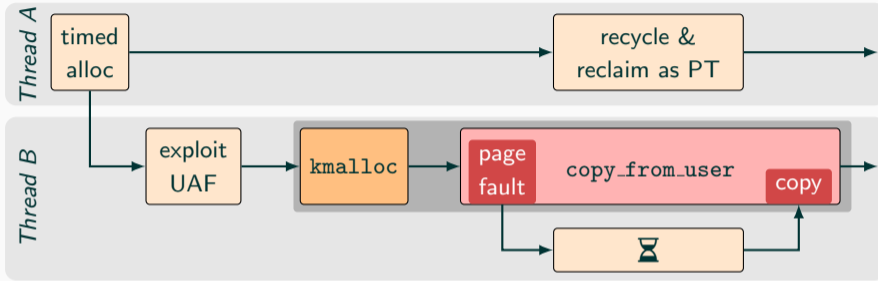 Thread A
timed
alloc
recycle &
reclaim as PT
Thread B
exploit
UAF
kmalloc
page
fault
copy_from_user
copy